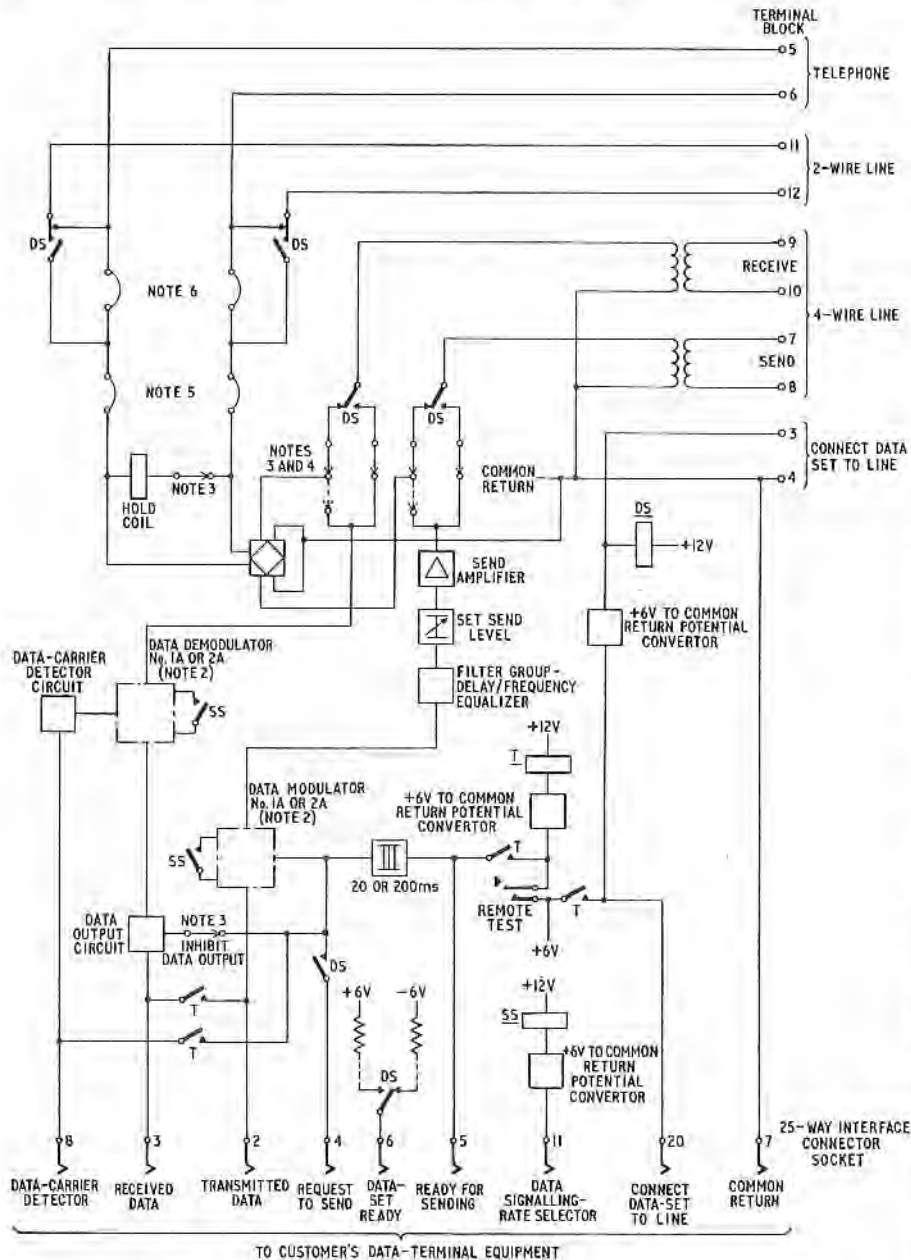 TERMINAL
BLOCK
5
TELEPHONE
6
11
2-WIRE LINE
12
DS
DS
9
RECEIVE
10
4-WIRE LINE
7
SEND
8
NOTE 6
NOTE 5
DS
DS
3
CONNECT DATA
SET TO LINE
4
NOTES
3 AND 4
COMMON
RETURN
NOTE 3
HOLD
COIL
DS
+12V
SEND
AMPLIFIER
+6V TO COMMON
RETURN POTENTIAL
CONVERTOR
SET SEND
LEVEL
DATA DEMODULATOR
No. 1A OR 2A
(NOTE 2)
DATA-CARRIER
DETECTOR
CIRCUIT
SS
FILTER GROUP-
DELAY/FREQUENCY
EQUALIZER
+12V
T
DATA MODULATOR
No. 1A OR 2A
(NOTE 2)
+6V TO COMMON
RETURN POTENTIAL
CONVERTOR
SS
T
20 OR 200ms
REMOTE
TEST
T
+6V
DATA
OUTPUT
CIRCUIT
NOTE 3
INHIBIT
DATA OUTPUT
DS
+6V
-6V
+12V
SS
T
T
+6V TO COMMON
RETURN
POTENTIAL
CONVERTOR
DS
8
3
2
4
6
5
11
20
7
25-WAY INTERFACE
CONNECTOR
SOCKET
DATA-CARRIER
DETECTOR
RECEIVED
DATA
TRANSMITTED
DATA
REQUEST
TO SEND
DATA-
SET
READY
READY FOR
SENDING
DATA
SIGNALLING-
RATE SELECTOR
CONNECT
DATA-SET
TO LINE
COMMON
RETURN
TO CUSTOMER'S DATA-TERMINAL EQUIPMENT